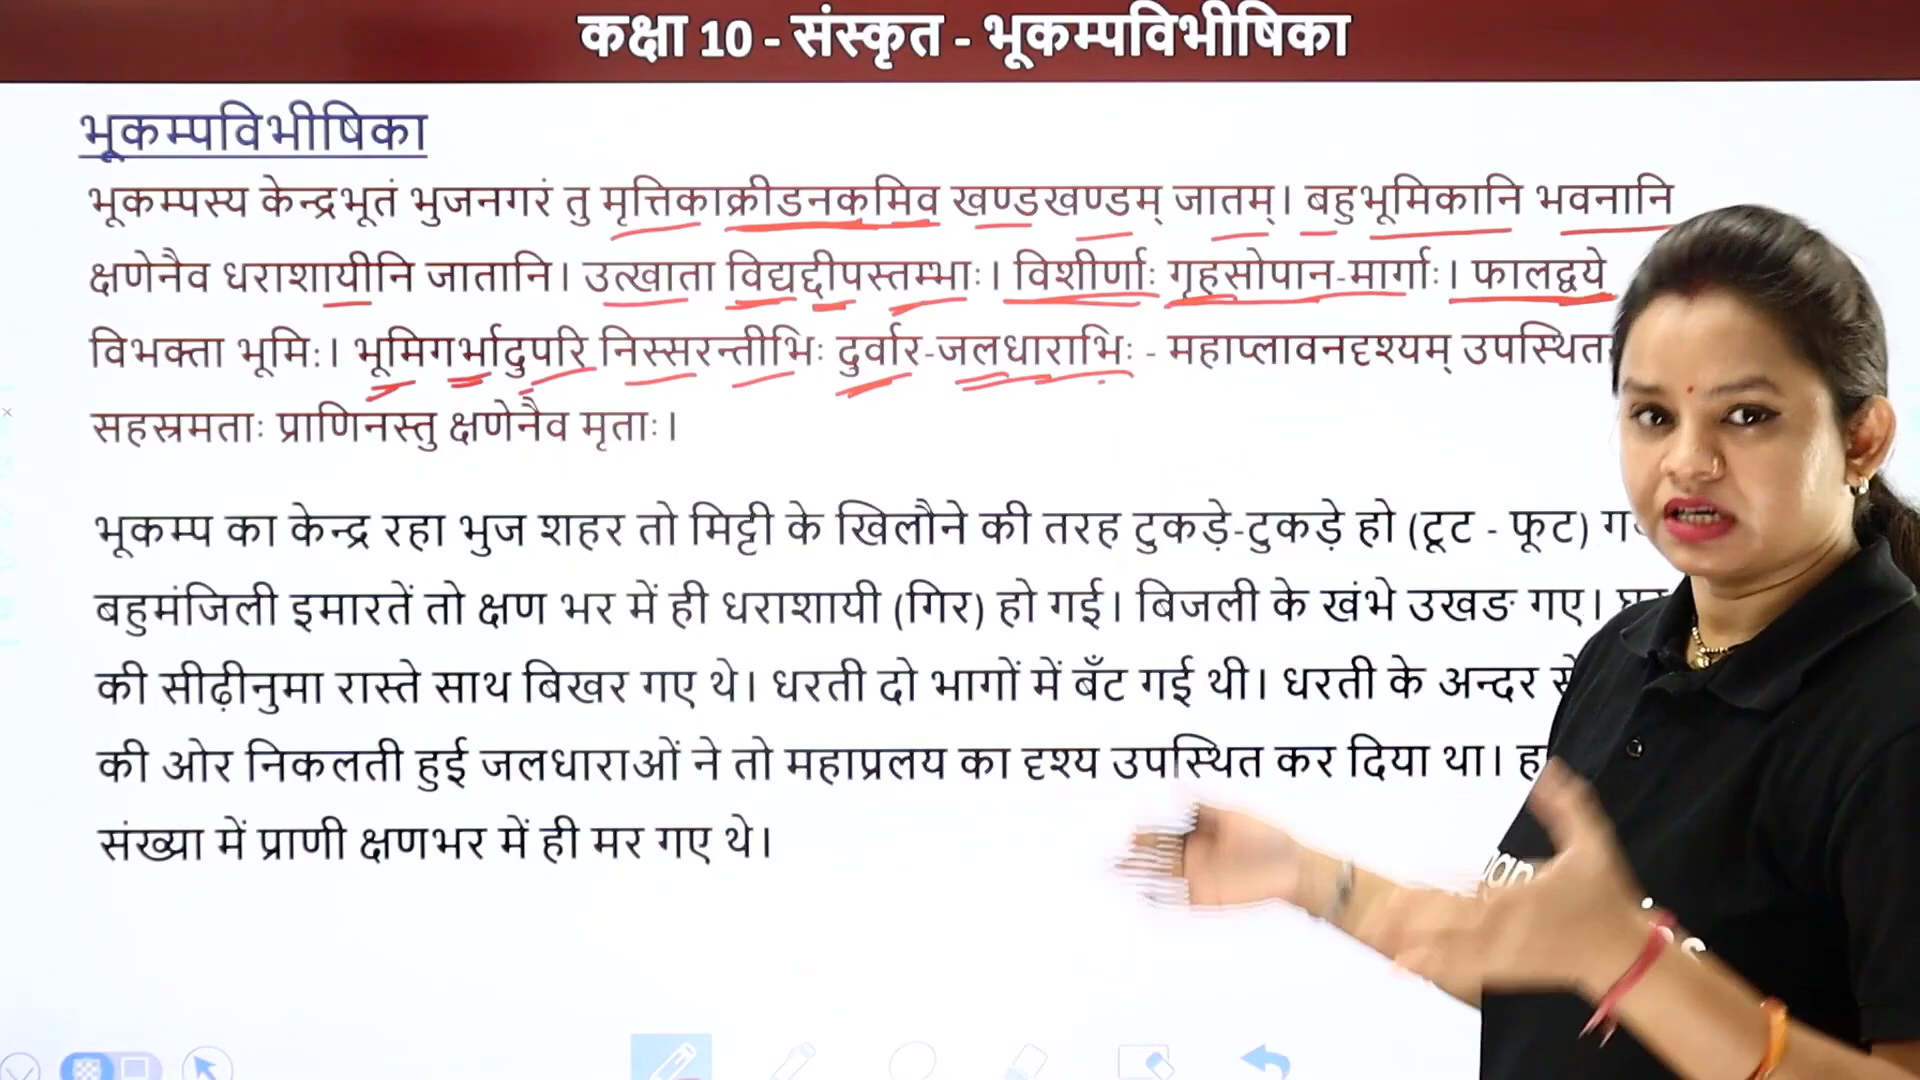 कक्षा 10 - संस्कृत - भूकम्पविभीषिका
भूकम्पविभीषिका
भूकम्पस्य केन्द्रभूतं भुजनगरं तु मृत्तिकाक्रीडनकमिव खण्डखण्डम् जातम्। बहुभूमिकानि भवनानि
क्षणेनैव धराशायीनि जातानि। उत्खाता विद्यद्दीपस्तम्भाः। विशीर्णाः गृहसोपान-मार्गाः। फालद्वये
विभक्ता भूमिः। भूमिगर्भादुपरि निस्सरन्तीभिः दुर्वार-जलधाराभिः - महाप्लावनदृश्यम्
सहस्रमताः प्राणिनस्तु क्षणेनैव मृताः।
भूकम्प का केन्द्र रहा भुज शहर तो मिट्टी के खिलौने की तरह टुकड़े-टुकड़े हो (टूट - फूट)
बहुमंजिली इमारतें तो क्षण भर में ही धराशायी (गिर) हो गई। बिजली के खंभे उखङ गए।
की सीढ़ीनुमा रास्ते साथ बिखर गए थे। धरती दो भागों में बँट गई थी। धरती के अन्दर
की ओर निकलती हुई जलधाराओं ने तो महाप्रलय का दृश्य उपस्थित कर दिया था।
संख्या में प्राणी क्षणभर में ही मर गए थे।